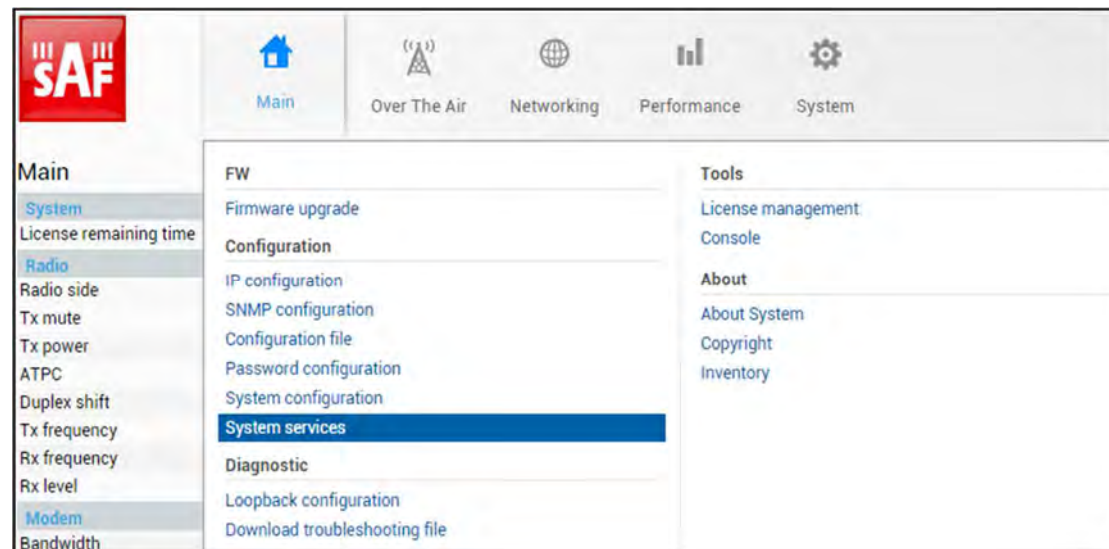 SAF
Main
Over The Air
Networking
Performance
System
Main
System
License remaining time
Radio
Radio side
Tx mute
Tx power
ATPC
Duplex shift
Tx frequency
Rx frequency
Rx level
Modem
Bandwidth
FW
Firmware upgrade
Configuration
IP configuration
SNMP configuration
Configuration file
Password configuration
System configuration
System services
Diagnostic
Loopback configuration
Download troubleshooting file
Tools
License management
Console
About
About System
Copyright
Inventory